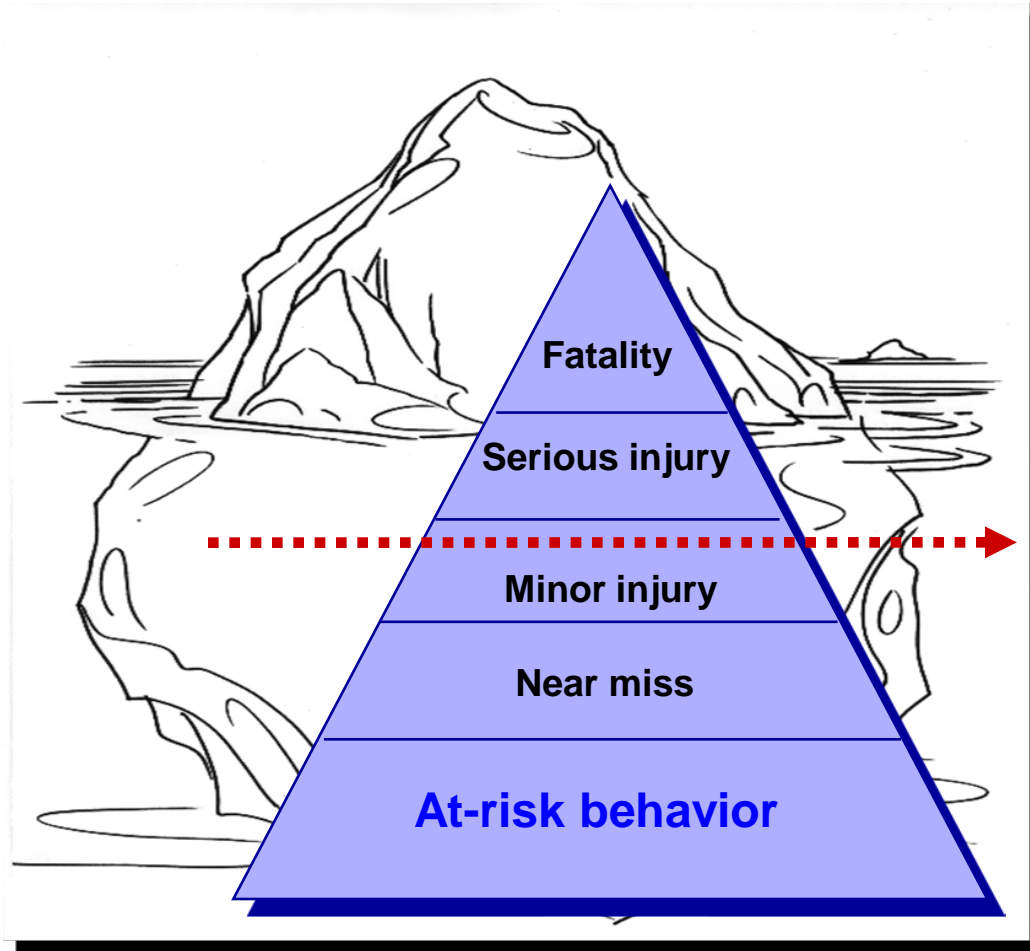 Fatality
Serious injury
Minor injury
Near miss
At-risk behavior